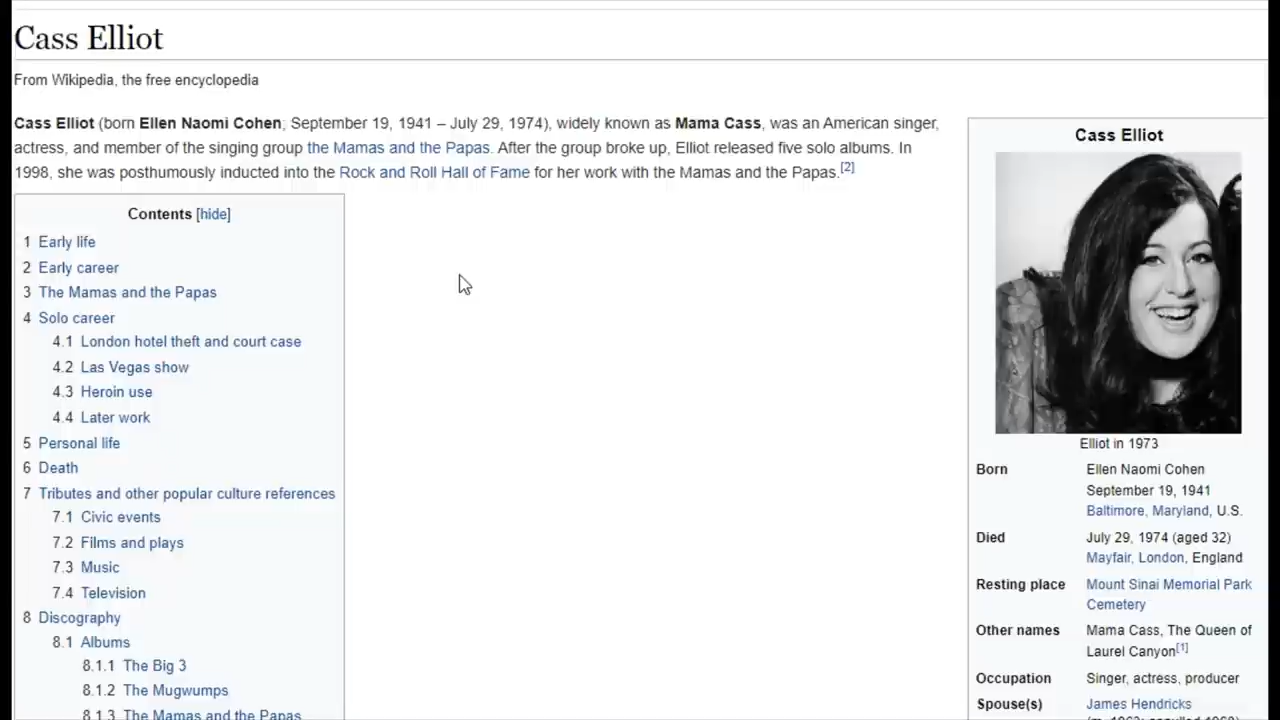 Cass Elliot
From Wikipedia, the free encyclopedia
Cass Elliot (born Ellen Naomi Cohen; September 19, 1941 – July 29, 1974), widely known as Mama Cass, was an American singer,
actress, and member of the singing group the Mamas and the Papas. After the group broke up, Elliot released five solo albums. In
1998, she was posthumously inducted into the Rock and Roll Hall of Fame for her work with the Mamas and the Papas.[2]
Contents [hide]
1 Early life
2 Early career
3 The Mamas and the Papas
4 Solo career
4.1 London hotel theft and court case
4.2 Las Vegas show
4.3 Heroin use
4.4 Later work
5 Personal life
6 Death
7 Tributes and other popular culture references
7.1 Civic events
7.2 Films and plays
7.3 Music
7.4 Television
8 Discography
8.1 Albums
8.1.1 The Big 3
8.1.2 The Mugwumps
8.1.3 The Mamas and the Papas
Cass Elliot
Elliot in 1973
Born Ellen Naomi Cohen
September 19, 1941
Baltimore, Maryland, U.S.
Died July 29, 1974 (aged 32)
Mayfair, London, England
Resting place Mount Sinai Memorial Park
Cemetery
Other names Mama Cass, The Queen of
Laurel Canyon[1]
Occupation Singer, actress, producer
Spouse(s) James Hendricks